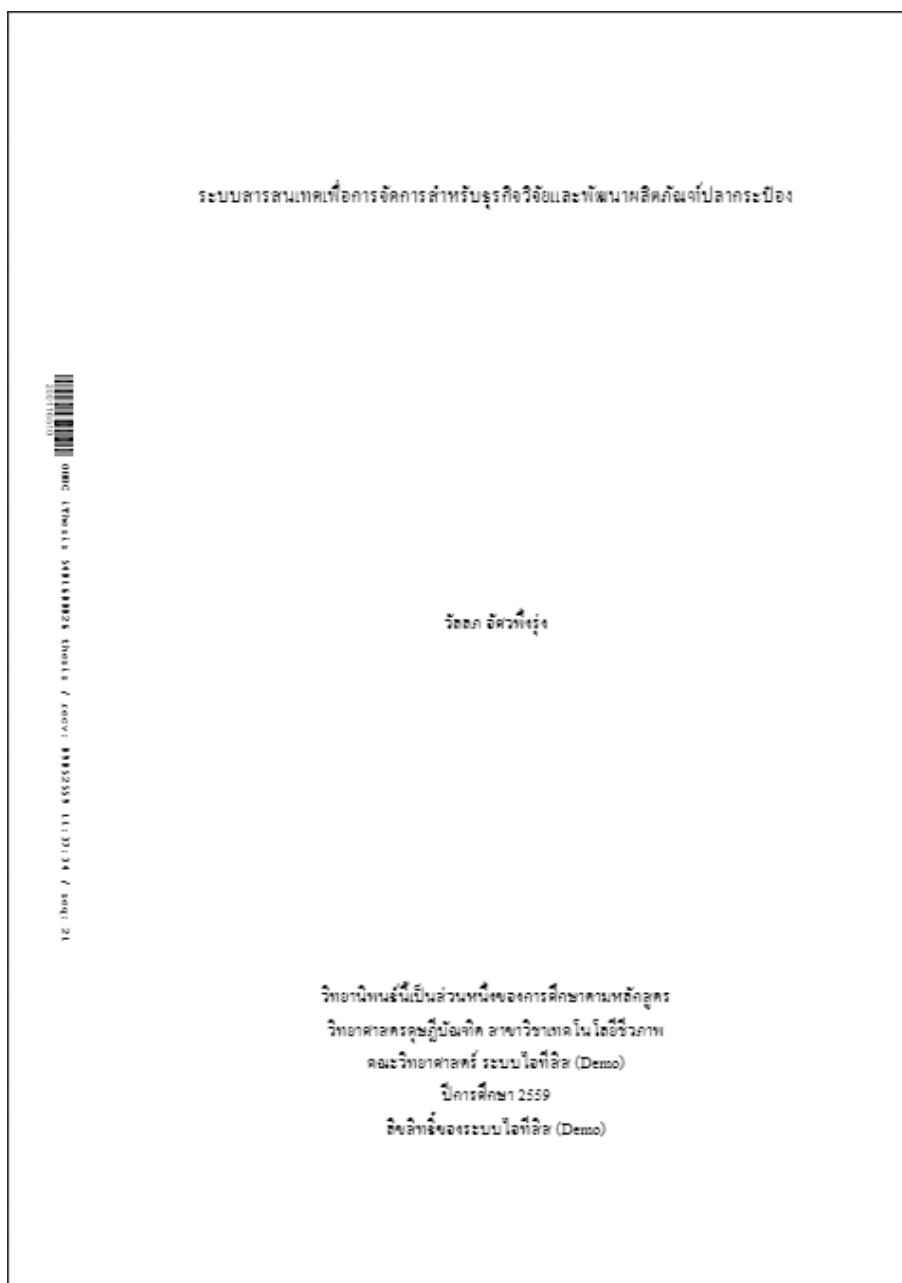 ระบบสารสนเทศเพื่อการจัดการสำหรับธุรกิจวิจัยและพัฒนาผลิตภัณฑ์ปลากระป๋อง
วัลลภ
วิทยานิพนธ์นี้เป็นส่วนหนึ่งของการศึกษาตามหลักสูตร
วิทยาศาสตรดุษฎีบัณฑิต สาขาวิชาเทคโนโลยีชีวภาพ
คณะวิทยาศาสตร์ ระบบไอทีสิส (Demo)
ปีการศึกษา 2559
ลิขสิทธิ์ของระบบไอทีสิส (Demo)
iThesis thesis / recv: / seq: 21